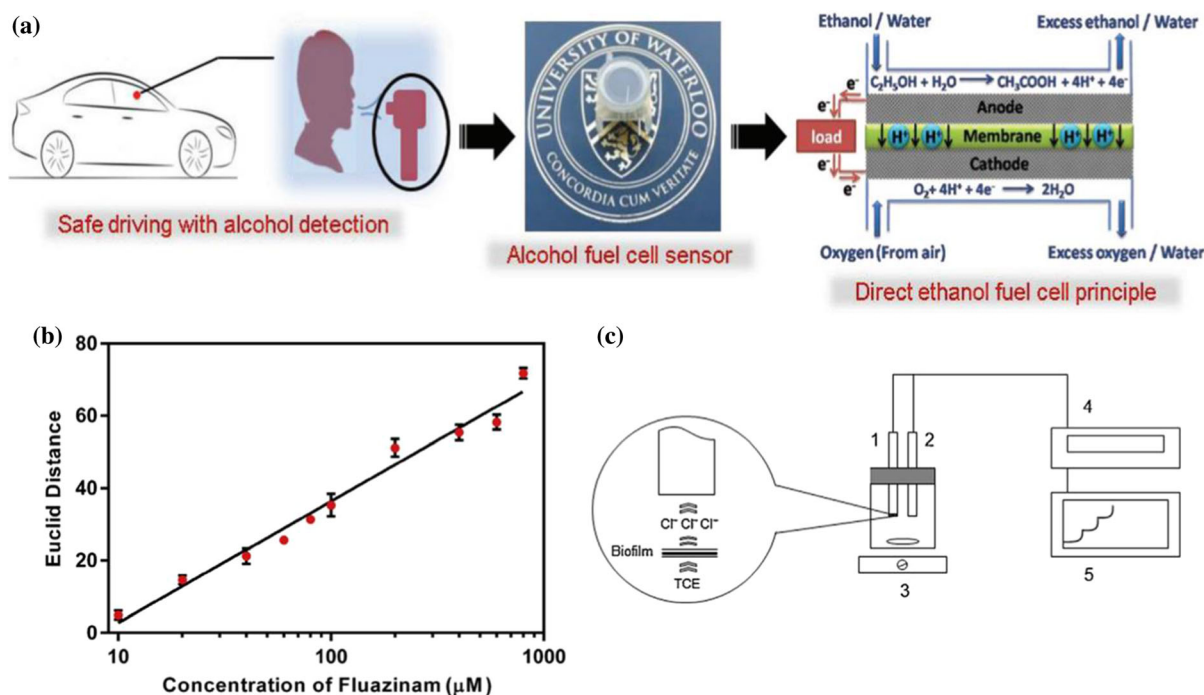 (a)
Safe driving with alcohol detection
UNIVERSITY OF WATERLOO
CONCORDIA CUM VERITATE
Alcohol fuel cell sensor
Ethanol / Water
Excess ethanol / Water
C₂H₅OH + H₂O → CH₃COOH + 4H⁺ + 4e⁻
e⁻
e⁻
Anode
load
H⁺ H⁺ Membrane H⁺ H⁺
Cathode
e⁻
e⁻
O₂+ 4H⁺ + 4e⁻ → 2H₂O
Oxygen (From air)
Excess oxygen / Water
Direct ethanol fuel cell principle
(b)
Euclid Distance
80
60
40
20
0
10
100
1000
Concentration of Fluazinam (μM)
(c)
1
2
4
Cl⁻ Cl⁻ Cl⁻
Biofilm
TCE
3
5